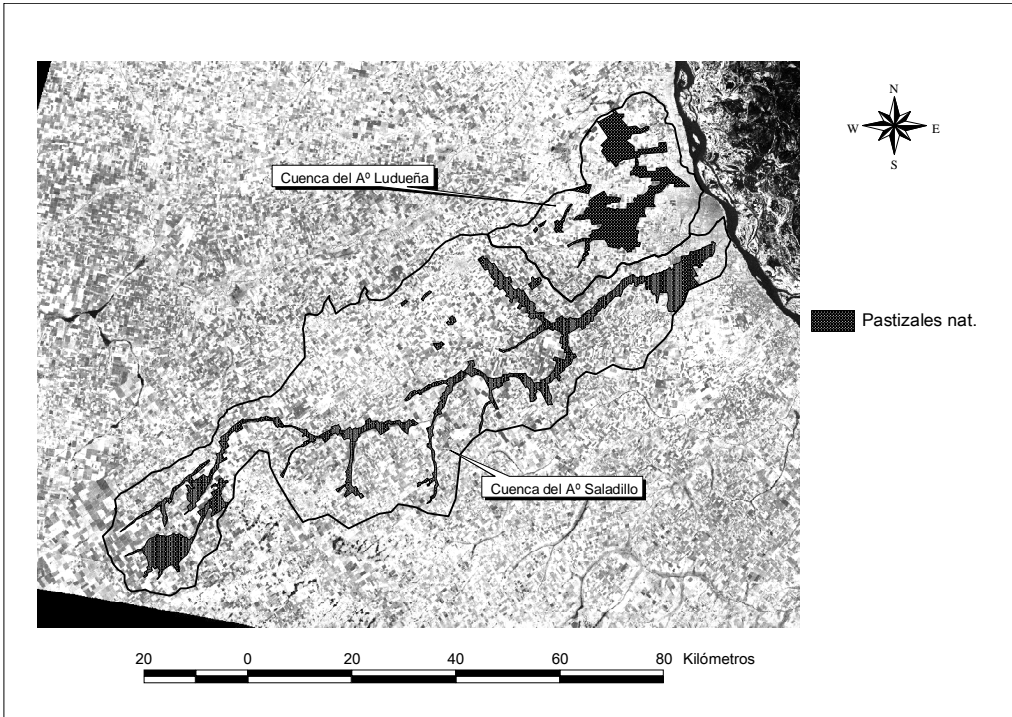 N
W E
S
Cuenca del Aº Ludueña
Pastizales nat.
Cuenca del Aº Saladillo
20 0 20 40 60 80 Kilómetros